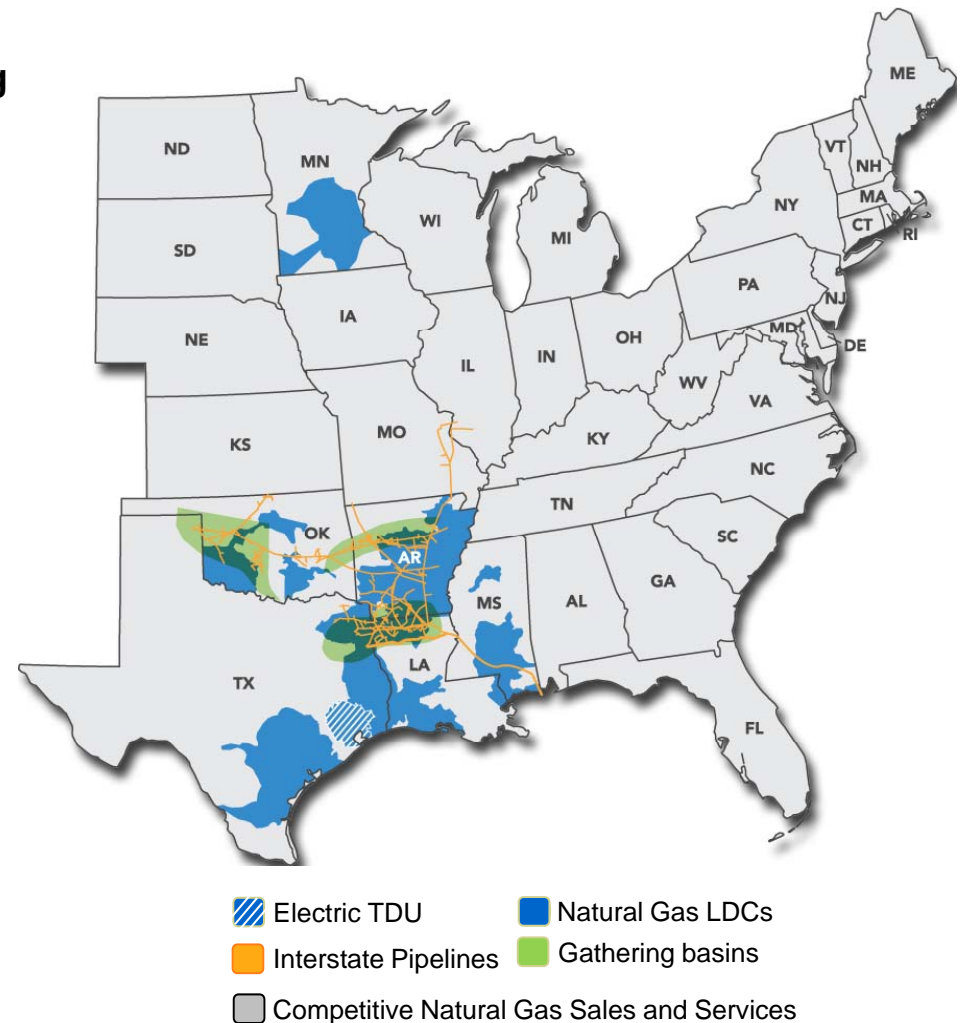 g
ME
ND
MN
VT
NH
NY
MA
WI
CT
RI
SD
MI
PA
IA
NJ
NE
OH
MD
DE
IL
IN
WV
VA
KS
MO
KY
NC
TN
OK
AR
SC
MS
AL
GA
LA
TX
FL
Electric TDU
Natural Gas LDCs
Interstate Pipelines
Gathering basins
Competitive Natural Gas Sales and Services